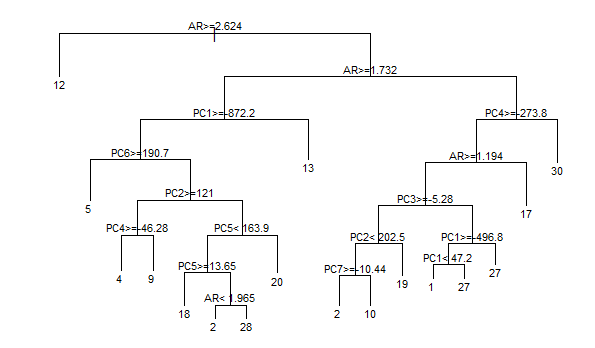 AR>=2.624
12
AR>=1.732
PC1>=-872.2
PC4>=-273.8
PC6>=190.7
13
AR>=1.194
30
5
PC2>=121
PC3>=-5.28
17
PC4>=-46.28
PC5< 163.9
PC2< 202.5
PC1>=-496.8
4
9
PC5>=13.65
20
PC7>=-10.44
19
PC1< 47.2
27
18
AR< 1.965
2
10
1
27
2
28